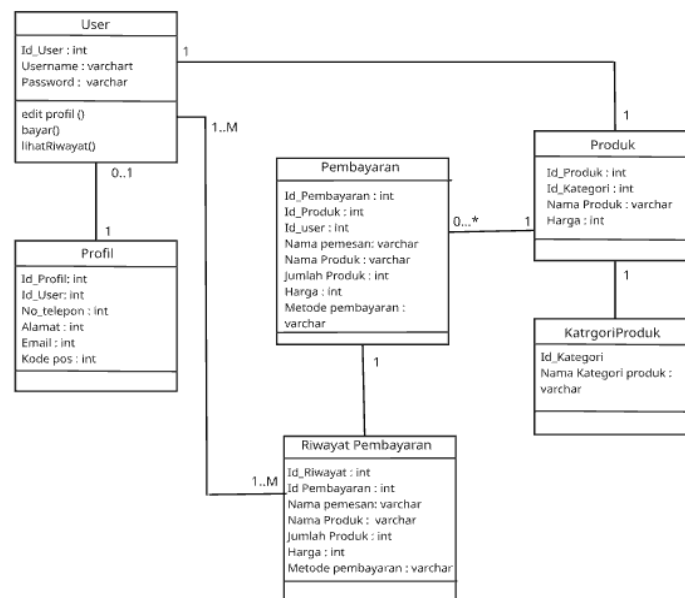 User
Id_User : int
Username : varchart
Password : varchar
edit profil ()
bayar()
lihatRiwayat()
1
1..M
0..1
1
1
Profil
Id_Profil: int
Id_User: int
No_telepon : int
Alamat : int
Email : int
Kode pos : int
Pembayaran
Id_Pembayaran : int
Id_Produk : int
Id_user : int
Nama pemesan: varchar
Nama Produk : varchar
Jumlah Produk : int
Harga : int
Metode pembayaran :
varchar
0...*
1
1
Produk
Id_Produk : int
Id_Kategori : int
Nama Produk : varchar
Harga : int
1
KatrgoriProduk
Id_Kategori
Nama Kategori produk :
varchar
1..M
Riwayat Pembayaran
Id_Riwayat : int
Id Pembayaran : int
Nama pemesan: varchar
Nama Produk : varchar
Jumlah Produk : int
Harga : int
Metode pembayaran : varchar